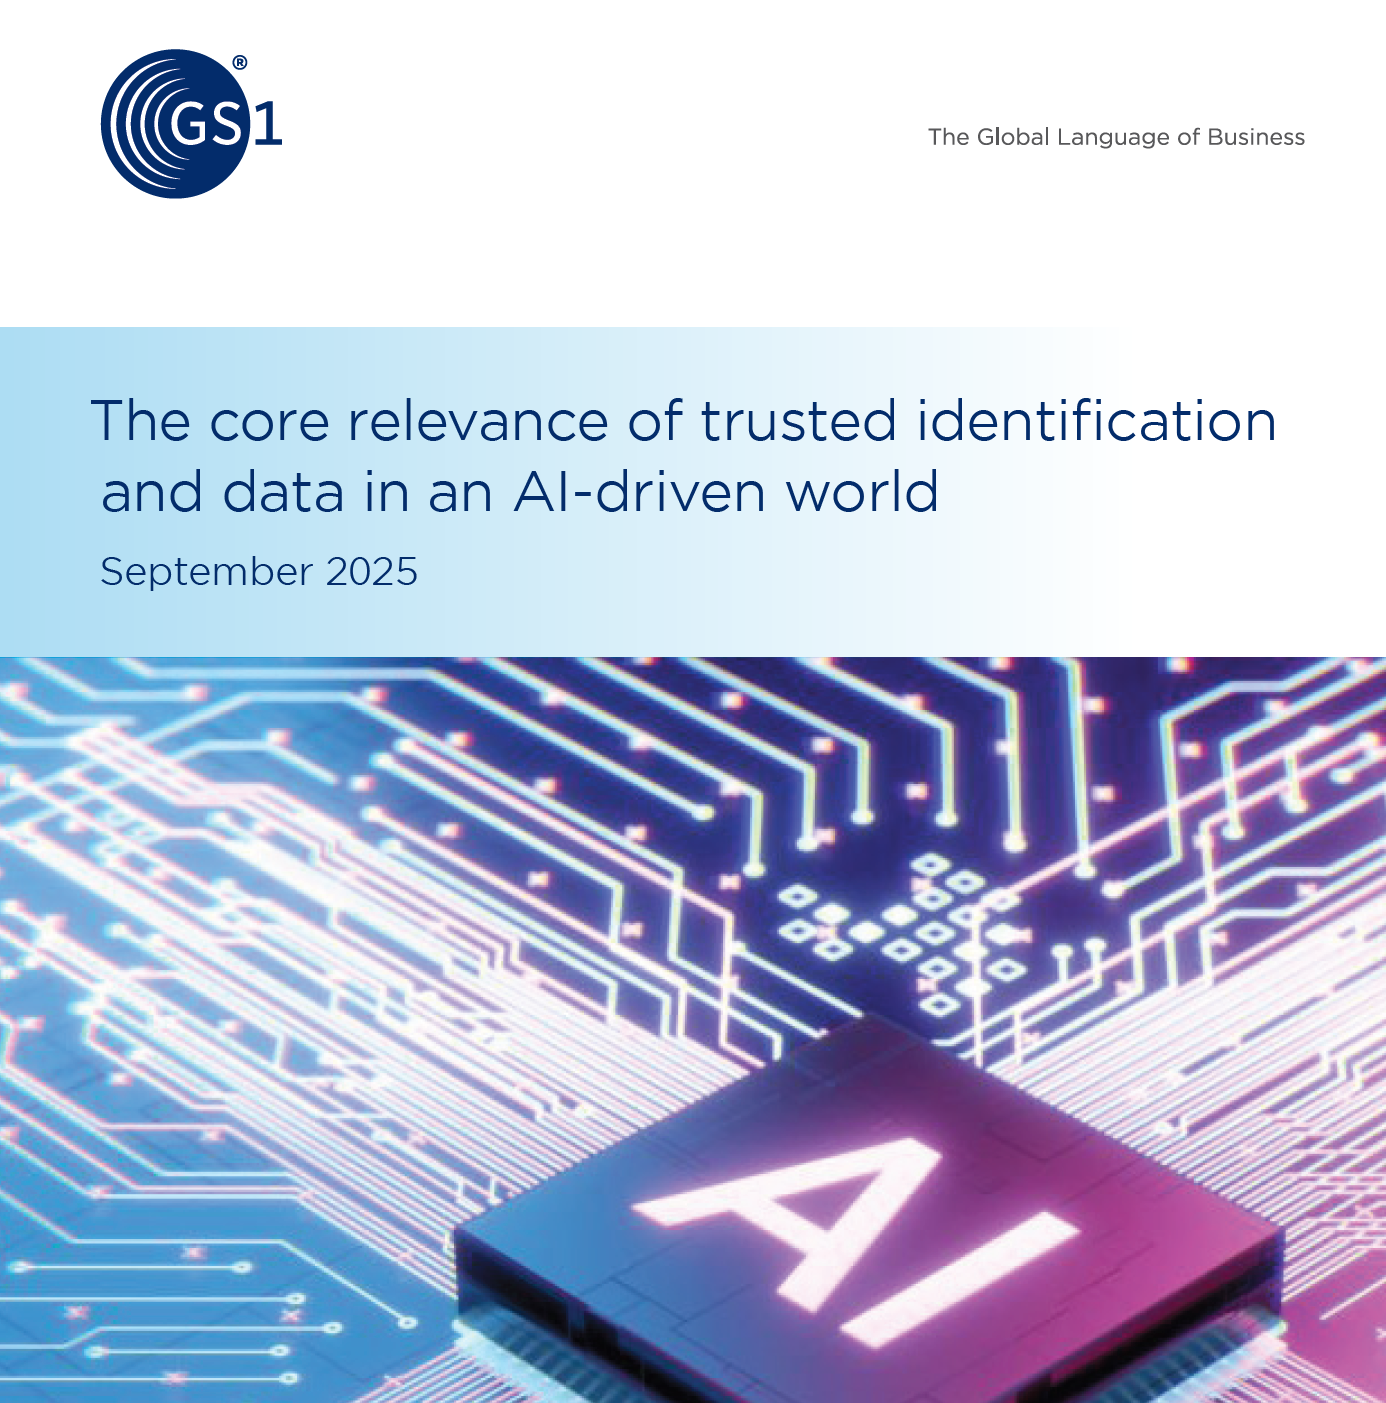 GS1®
The Global Language of Business
The core relevance of trusted identification
and data in an AI-driven world
September 2025
AI